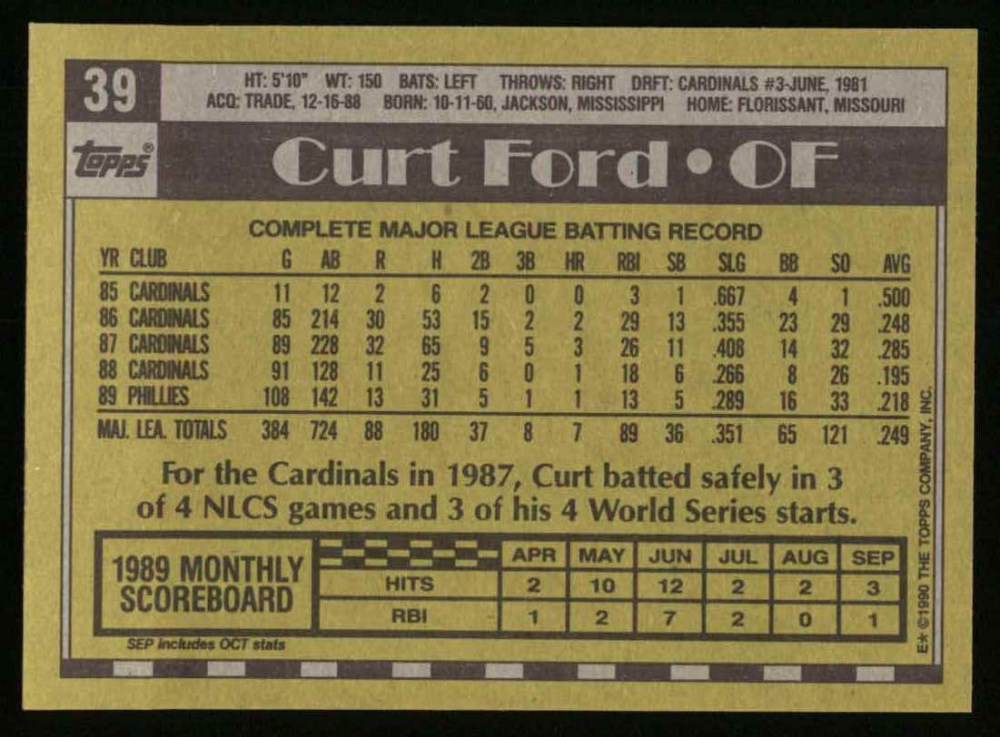 39
HT: 5'10" WT: 150 BATS: LEFT THROWS: RIGHT DRFT: CARDINALS #3-JUNE, 1981
ACQ: TRADE, 12-16-88 BORN: 10-11-60, JACKSON, MISSISSIPPI HOME: FLORISSANT, MISSOURI
Topps®
Curt Ford • OF
COMPLETE MAJOR LEAGUE BATTING RECORD
YR CLUB G AB R H 2B 3B HR RBI SB SLG BB SO AVG
85 CARDINALS 11 12 2 6 2 0 0 3 1 .667 4 1 .500
86 CARDINALS 85 214 30 53 15 2 2 29 13 .355 23 29 .248
87 CARDINALS 89 228 32 65 9 5 3 26 11 .408 14 32 .285
88 CARDINALS 91 128 11 25 6 0 1 18 6 .266 8 26 .195
89 PHILLIES 108 142 13 31 5 1 1 13 5 .289 16 33 .218
MAJ. LEA. TOTALS 384 724 88 180 37 8 7 89 36 .351 65 121 .249
For the Cardinals in 1987, Curt batted safely in 3
of 4 NLCS games and 3 of his 4 World Series starts.
1989 MONTHLY
SCOREBOARD
APR MAY JUN JUL AUG SEP
HITS 2 10 12 2 2 3
RBI 1 2 7 2 0 1
SEP includes OCT stats
E* © 1990 THE TOPPS COMPANY, INC.